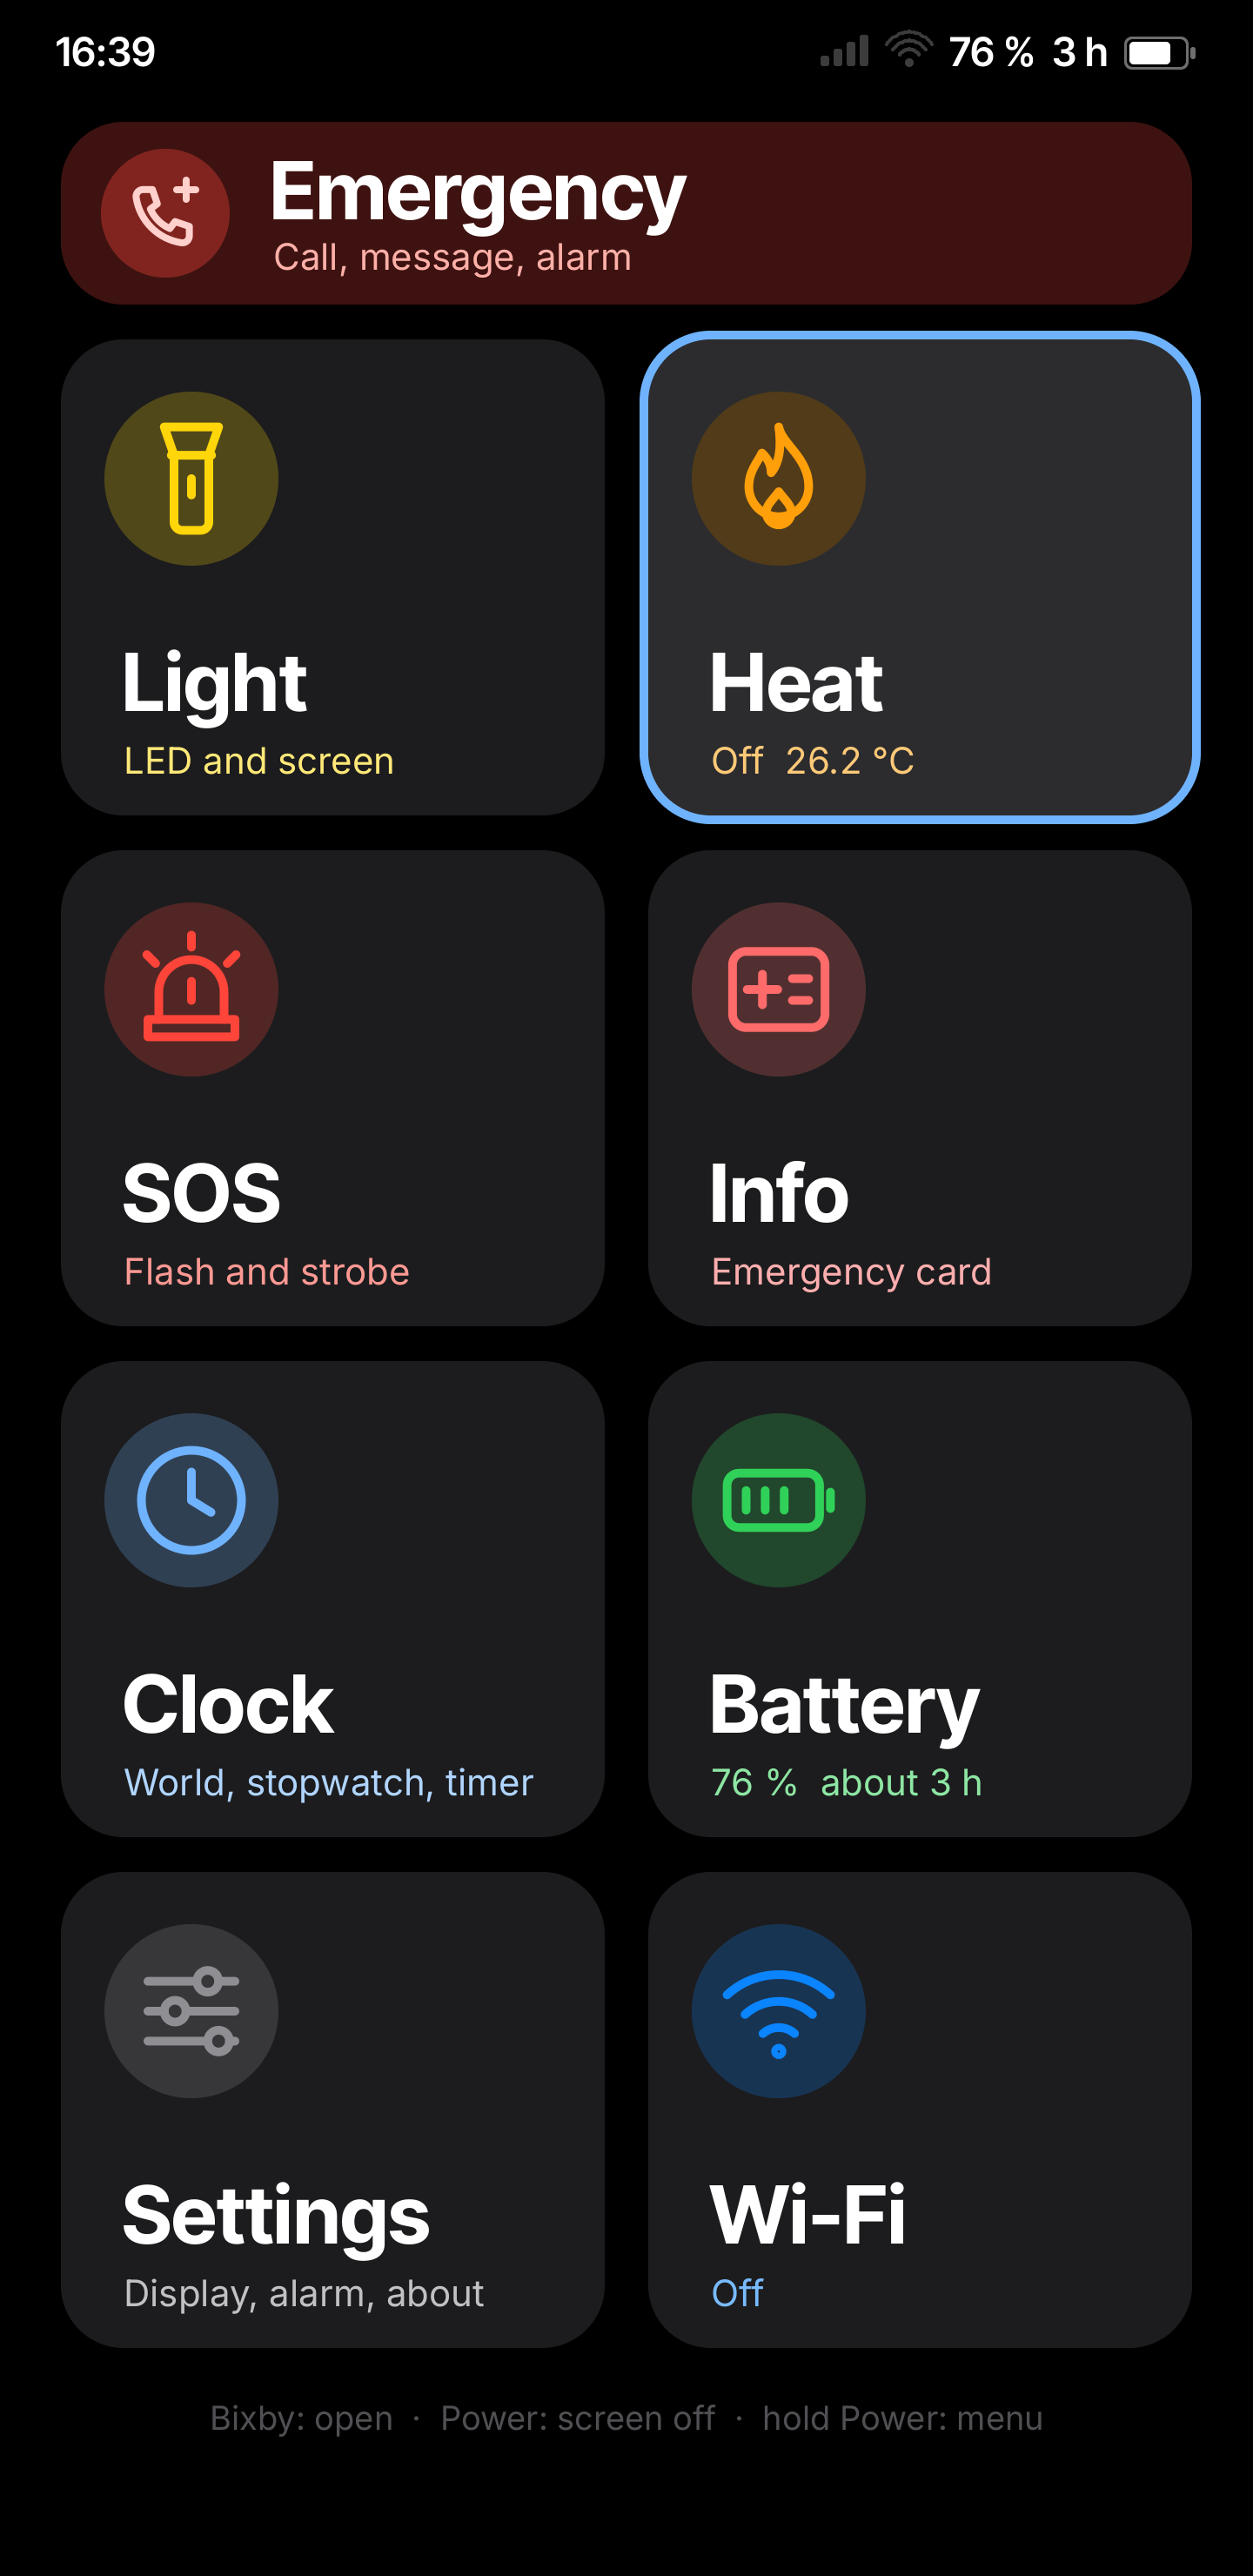 16:39 76 % 3 h
Emergency
Call, message, alarm
Light
LED and screen
Heat
Off 26.2 °C
SOS
Flash and strobe
Info
Emergency card
Clock
World, stopwatch, timer
Battery
76 % about 3 h
Settings
Display, alarm, about
Wi-Fi
Off
Bixby: open · Power: screen off · hold Power: menu